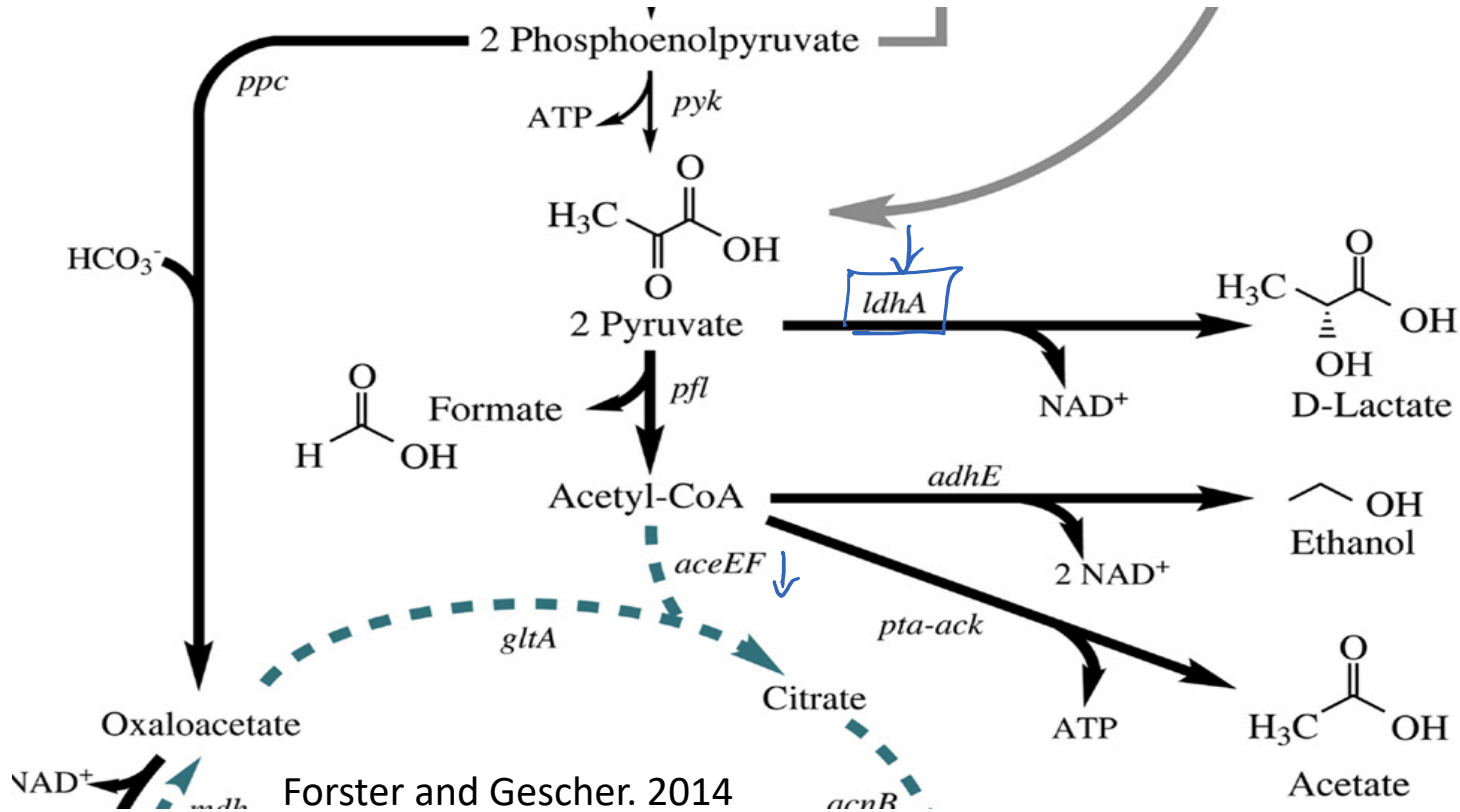 2 Phosphoenolpyruvate
ppc
ATP
pyk
O
H₃C
OH
O
HCO₃⁻
2 Pyruvate
ldhA
NAD⁺
O
H₃C
OH
OH
D-Lactate
O
H
OH
Formate
pfl
Acetyl-CoA
adhE
2 NAD⁺
OH
Ethanol
aceEF
gltA
pta-ack
ATP
Citrate
O
H₃C
OH
Acetate
Oxaloacetate
NAD⁺
mdh
Forster and Gescher. 2014
acnB